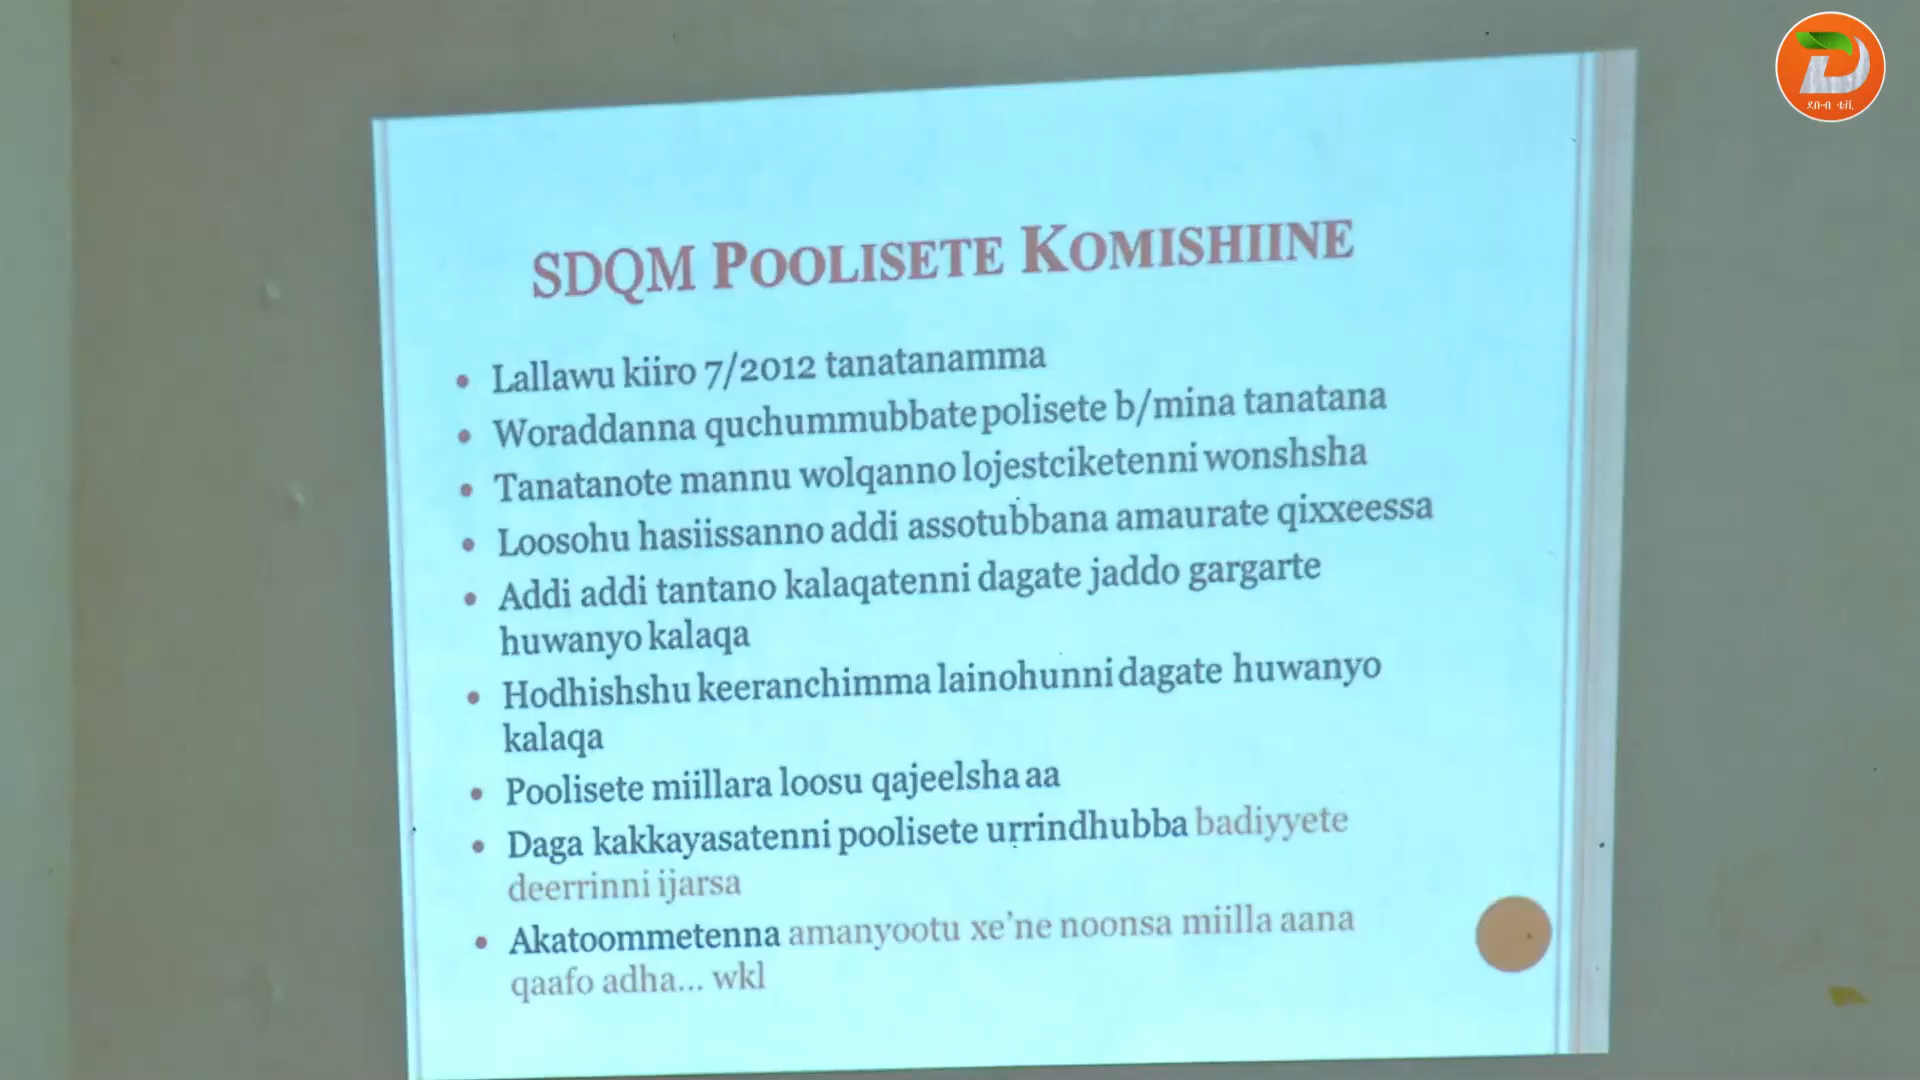 SDQM POOLISETE KOMISHIINE
• Lallawu kiiro 7/2012 tanatanamma
• Woraddanna quchummubbate polisete b/mina tanatana
• Tanatanote mannu wolqanno lojestciketenni wonshsha
• Loosohu hasiissanno addi assotubbana amaurate qixxeessa
• Addi addi tantano kalaqatenni dagate jaddo gargarte
huwanyo kalaqa
• Hodhishshu keeranchimma lainohunni dagate huwanyo
kalaqa
• Poolisete miillara loosu qajeelsha aa
• Daga kakkayasatenni poolisete urrindhubba badiyyete
deerrinni ijarsa
• Akatoommetenna amanyootu xe'ne noonsa miilla aana
qaafo adha... wkl
ደቡብ ቴቪ